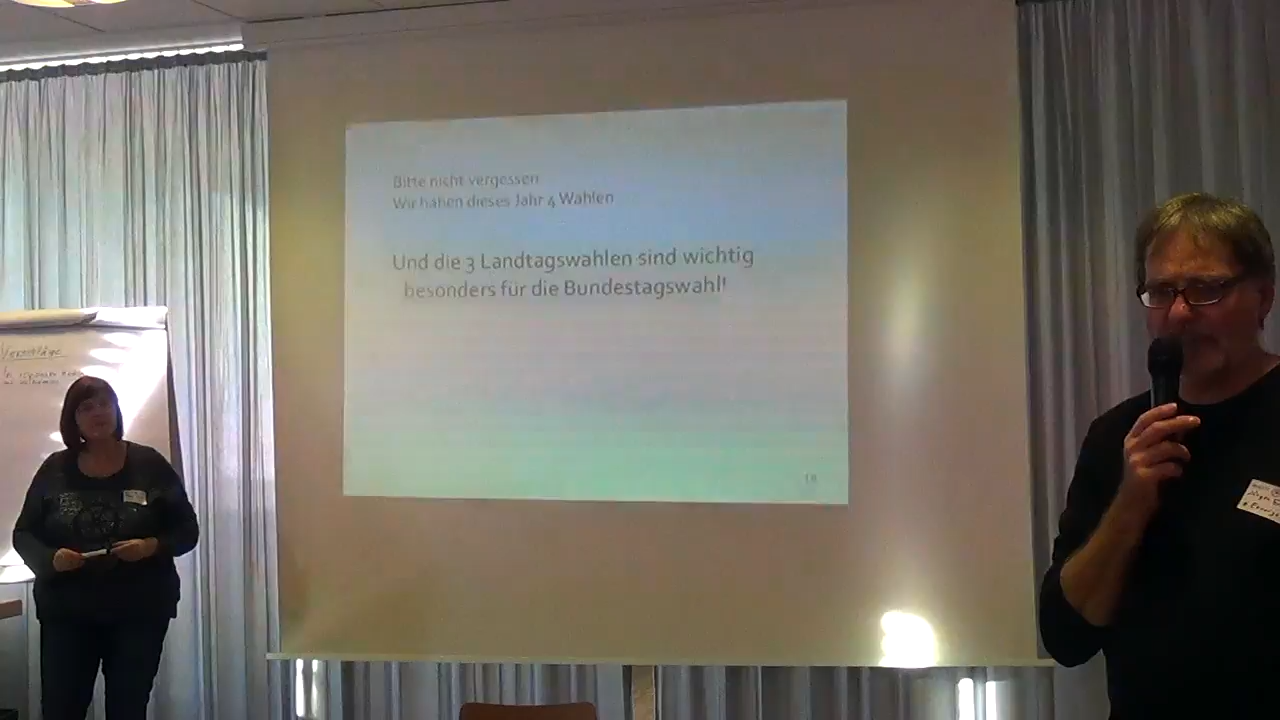 Bitte nicht vergessen
Wir haben dieses Jahr 4 Wahlen
Und die 3 Landtagswahlen sind wichtig
besonders für die Bundestagswahl!
18